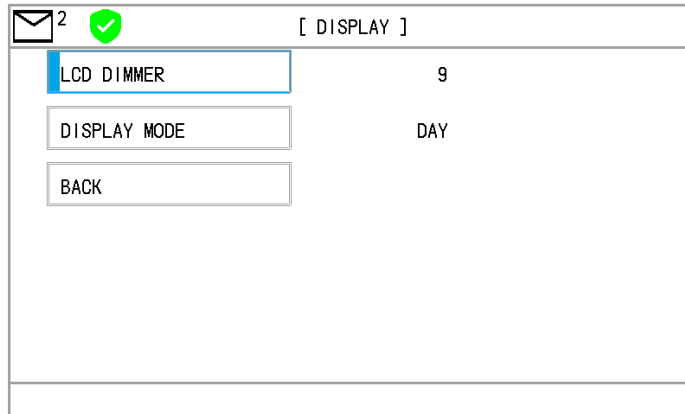 2
[ DISPLAY ]
LCD DIMMER 9
DISPLAY MODE DAY
BACK